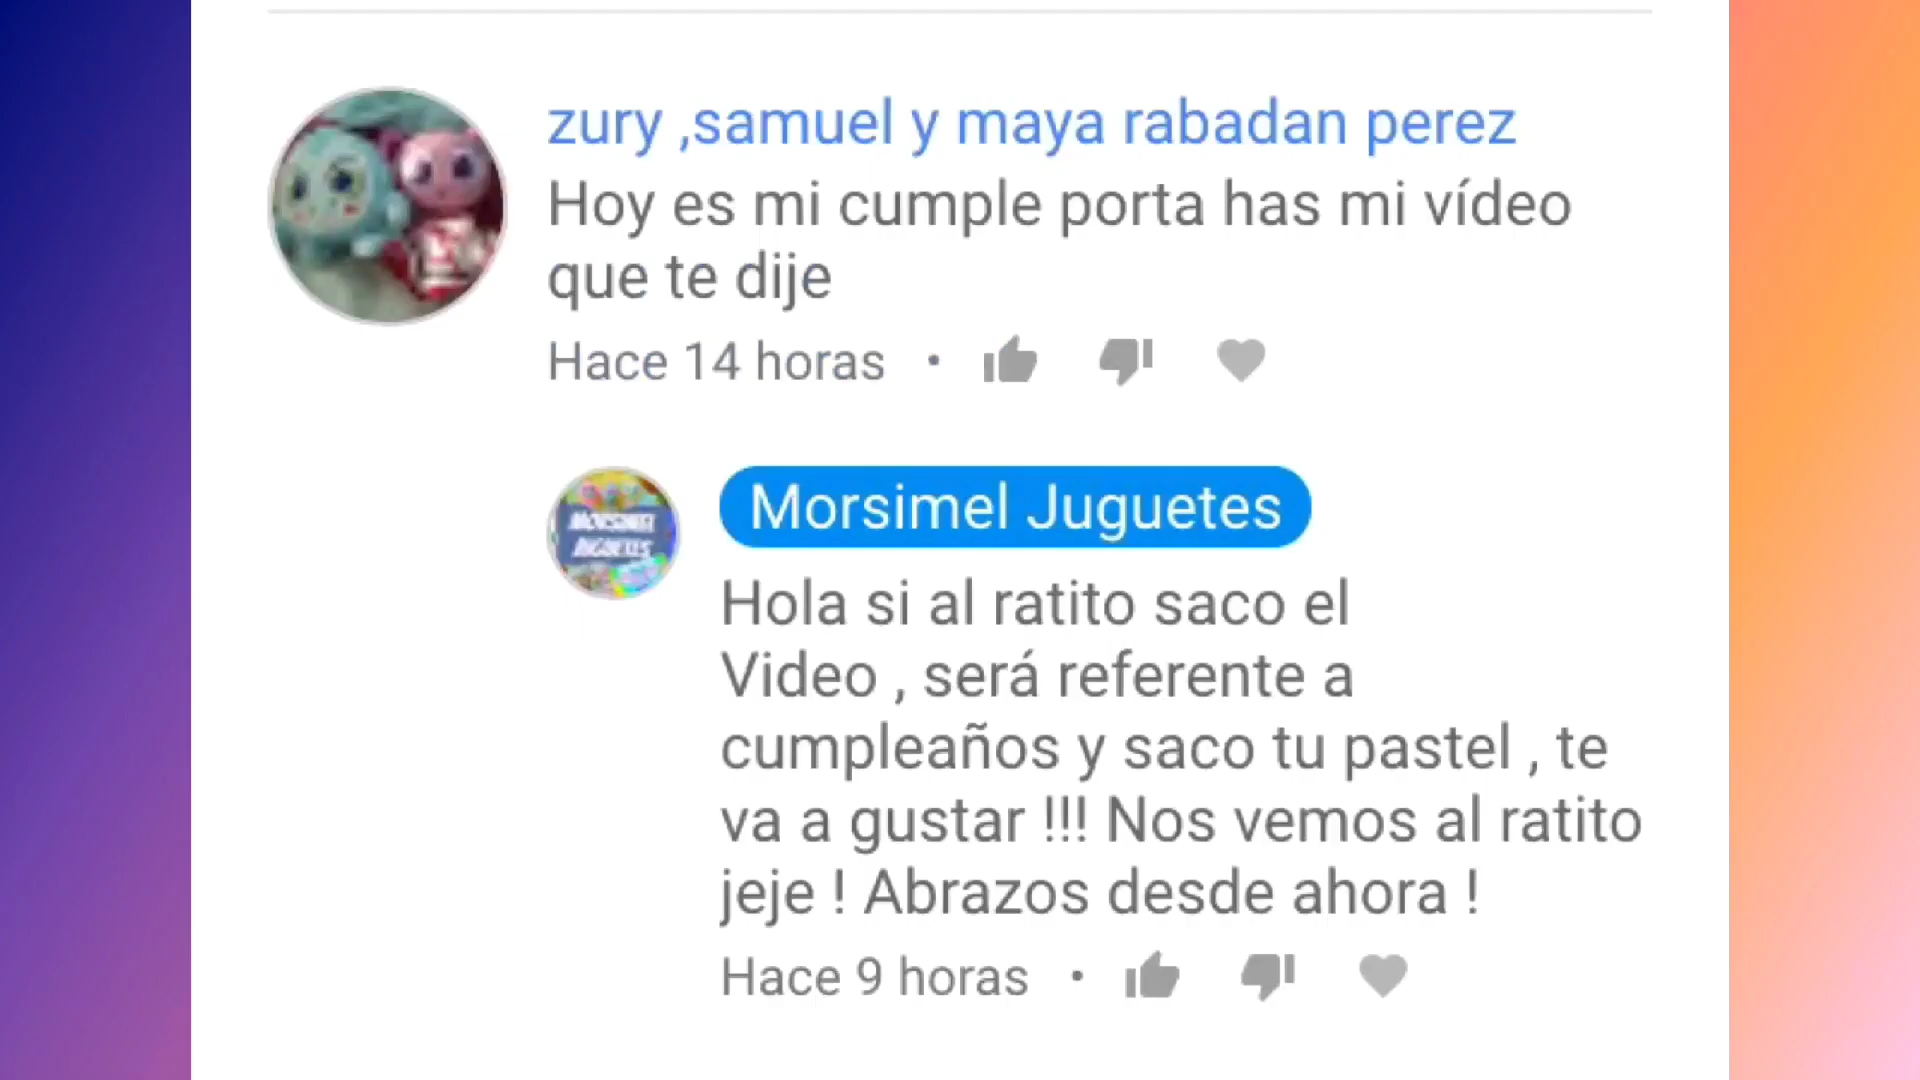 zury ,samuel y maya rabadan perez
Hoy es mi cumple porta has mi vídeo
que te dije
Hace 14 horas •
MORSIMEL
JUGUETES
Morsimel Juguetes
Hola si al ratito saco el
Video , será referente a
cumpleaños y saco tu pastel , te
va a gustar !!! Nos vemos al ratito
jeje ! Abrazos desde ahora !
Hace 9 horas •